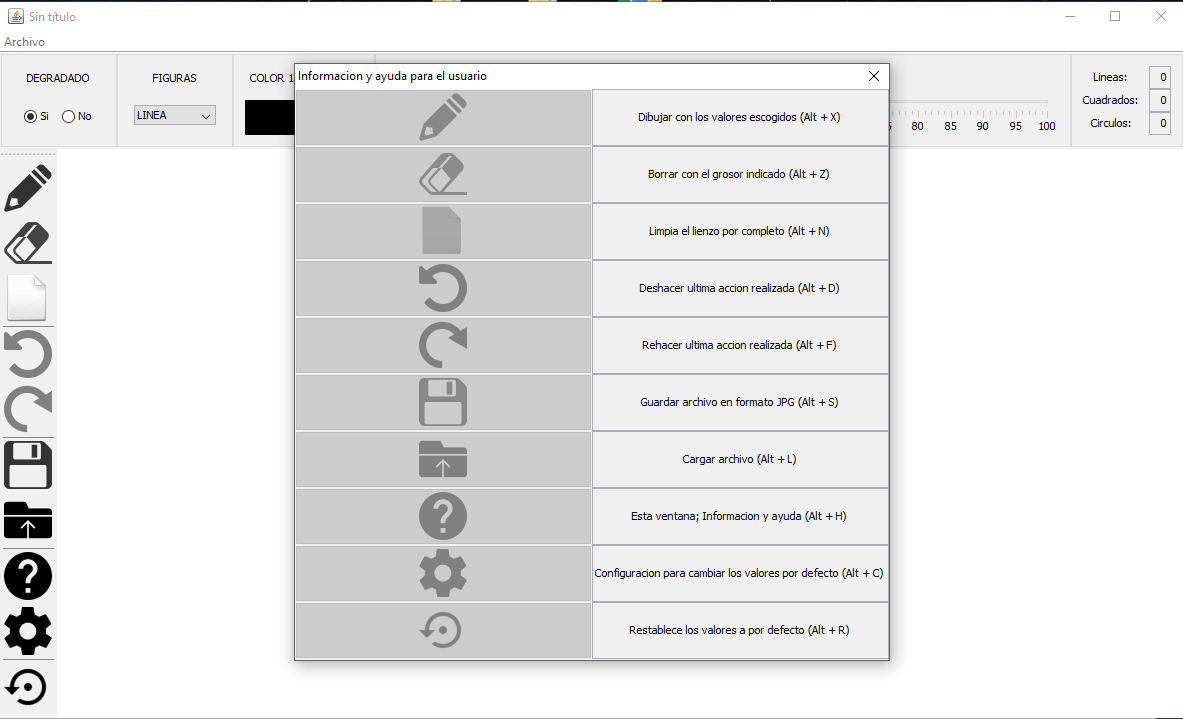 Sin título
Archivo
DEGRADADO
FIGURAS
COLOR 1
Si
No
LINEA
80
85
90
95
100
Lineas:
0
Cuadrados:
0
Circulos:
0
Informacion y ayuda para el usuario
Dibujar con los valores escogidos (Alt + X)
Borrar con el grosor indicado (Alt + Z)
Limpia el lienzo por completo (Alt + N)
Deshacer ultima accion realizada (Alt + D)
Rehacer ultima accion realizada (Alt + F)
Guardar archivo en formato JPG (Alt + S)
Cargar archivo (Alt + L)
Esta ventana; Informacion y ayuda (Alt + H)
Configuracion para cambiar los valores por defecto (Alt + C)
Restablece los valores a por defecto (Alt + R)